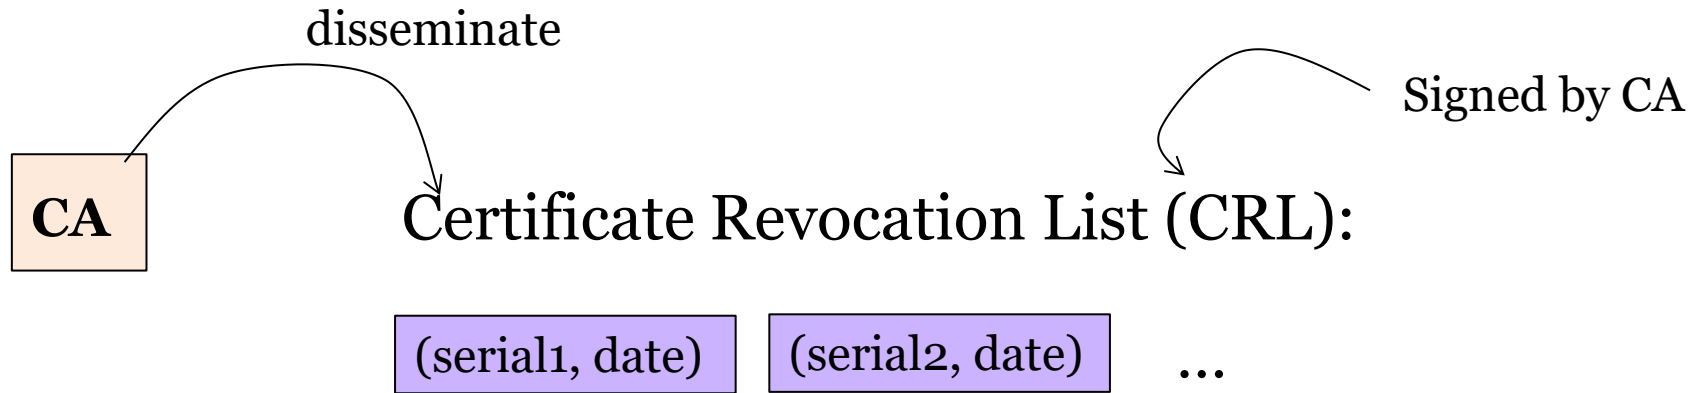 disseminate
Signed by CA
CA
Certificate Revocation List (CRL):
(serial1, date)
(serial2, date)
...